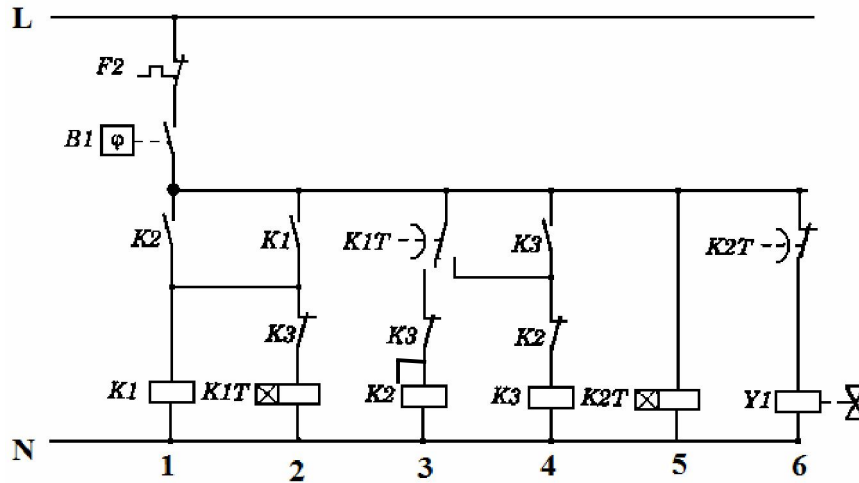 L
F2
B1 φ
K2 K1 K1T K3 K2T
K3 K3 K2
K1 K1T K2 K3 K2T Y1
N
1 2 3 4 5 6